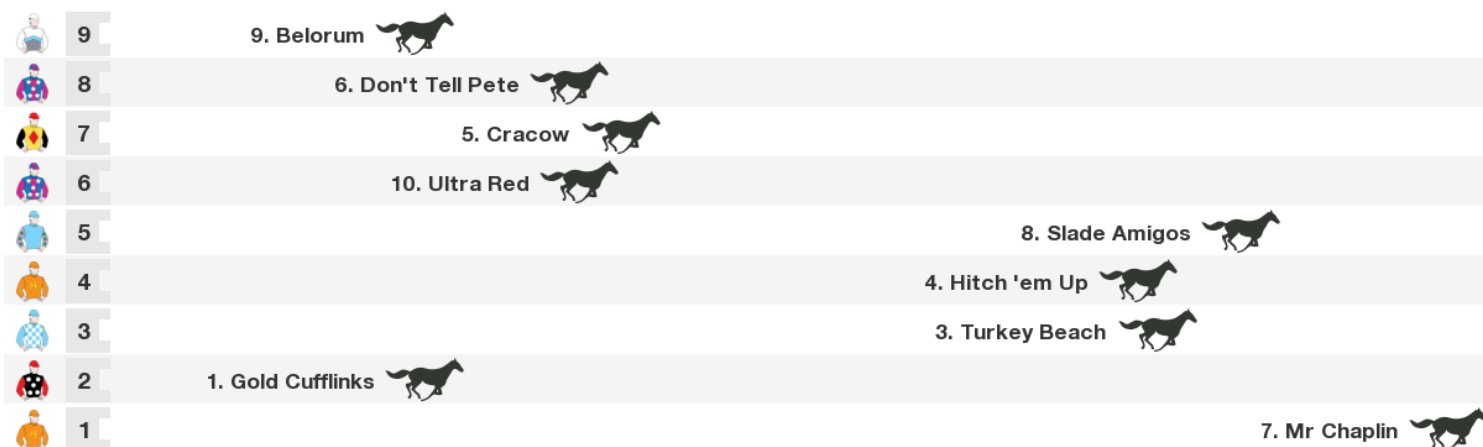 9 9. Belorum
8 6. Don't Tell Pete
7 5. Cracow
6 10. Ultra Red
5 8. Slade Amigos
4 4. Hitch 'em Up
3 3. Turkey Beach
2 1. Gold Cufflinks
1 7. Mr Chaplin